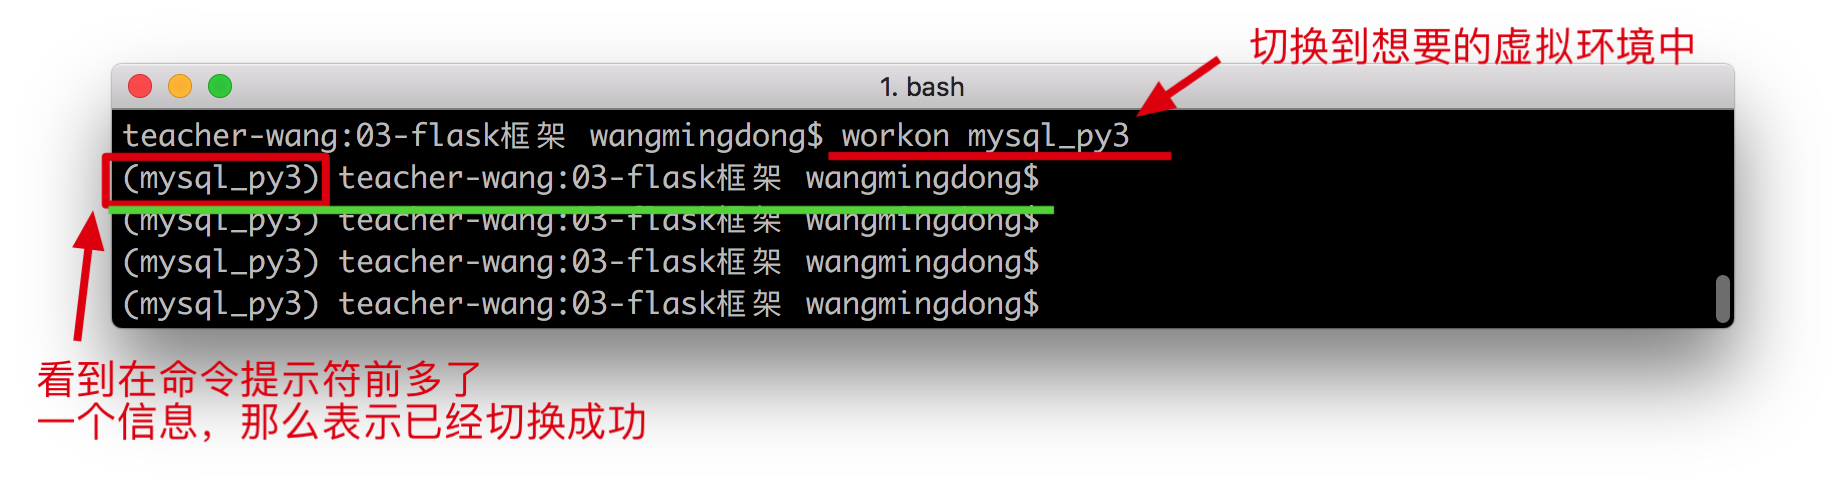 切换到想要的虚拟环境中
1. bash
teacher-wang:03-flask框架 wangmingdong$ workon mysql_py3
(mysql_py3) teacher-wang:03-flask框架 wangmingdong$
(mysql_py3) teacher-wang:03-flask框架 wangmingdong$
(mysql_py3) teacher-wang:03-flask框架 wangmingdong$
(mysql_py3) teacher-wang:03-flask框架 wangmingdong$
看到在命令提示符前多了
一个信息，那么表示已经切换成功